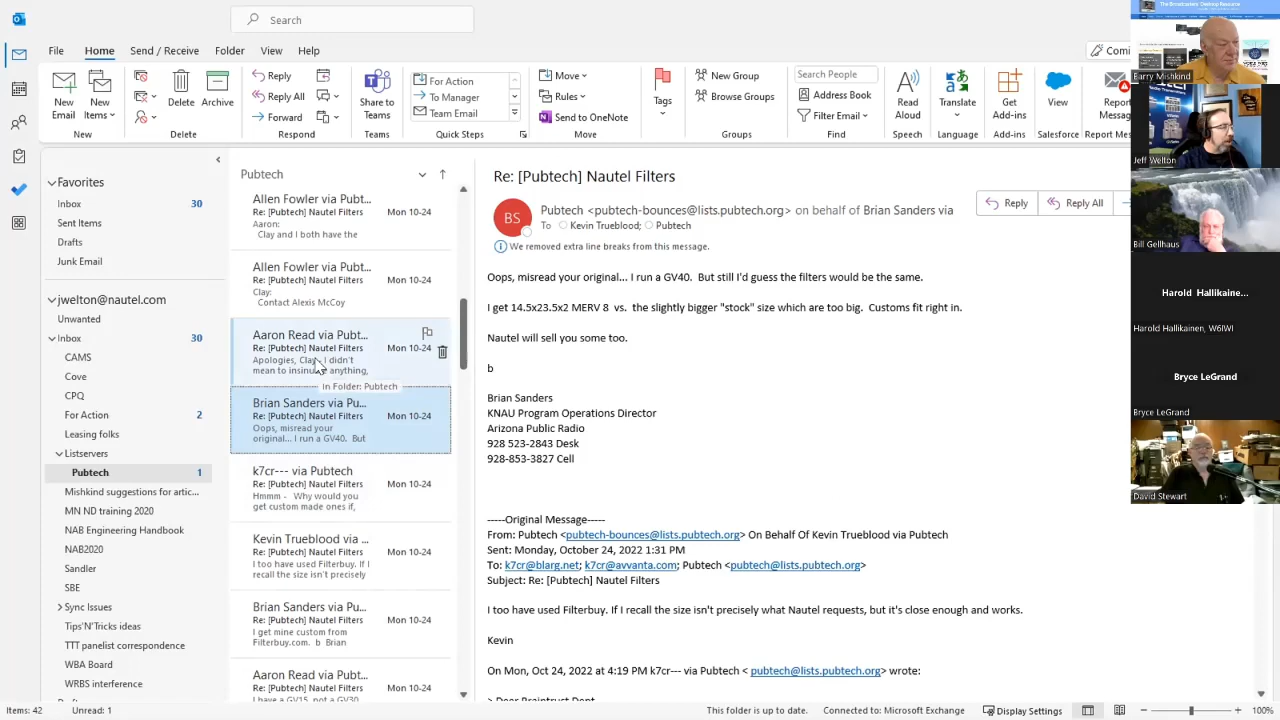 Search
File Home Send / Receive Folder View Help
New Email
New Items
Delete
Archive
Reply
Reply All
Forward
Share to Teams
To Manager
Team Email
Move
Rules
Send to OneNote
Tags
New Group
Browse Groups
Search People
Address Book
Filter Email
Read Aloud
Translate
Get Add-ins
View
New
Delete
Respond
Teams
Quick Steps
Move
Groups
Find
Speech
Language
Add-ins
Salesforce
Favorites
Inbox 30
Sent Items
Drafts
Junk Email
jwelton@nautel.com
Unwanted
Inbox 30
CAMS
Cove
CPQ
For Action 2
Leasing folks
Listservers
Pubtech 1
Mishkind suggestions for artic...
MN ND training 2020
NAB Engineering Handbook
NAB2020
Sandler
SBE
Sync Issues
Tips'N'Tricks ideas
TTT panelist correspondence
WBA Board
WRBS interference
Pubtech
Allen Fowler via Pubt...
Re: [Pubtech] Nautel Filters Mon 10-24
Aaron:
Clay and I both have the
Allen Fowler via Pubt...
Re: [Pubtech] Nautel Filters Mon 10-24
Clay:
Contact Alexis McCoy
Aaron Read via Pubt...
Re: [Pubtech] Nautel Filters Mon 10-24
Apologies, Clay, I didn't
mean to insinuate anything,
In Folder: Pubtech
Brian Sanders via Pu...
Re: [Pubtech] Nautel Filters Mon 10-24
Oops, misread your
original... I run a GV40. But
k7cr--- via Pubtech
Re: [Pubtech] Nautel Filters Mon 10-24
Hmmm - Why would you
get custom made ones if,
Kevin Trueblood via ...
Re: [Pubtech] Nautel Filters Mon 10-24
I too have used Filterbuy. If I
recall the size isn't precisely
Brian Sanders via Pu...
Re: [Pubtech] Nautel Filters Mon 10-24
I get mine custom from
Filterbuy.com. b Brian
Aaron Read via Pubt...
Re: [Pubtech] Nautel Filters Mon 10-24
I have a GV15, not a GV30
Re: [Pubtech] Nautel Filters
BS
Pubtech <pubtech-bounces@lists.pubtech.org> on behalf of Brian Sanders via
To Kevin Trueblood; Pubtech
Reply Reply All
We removed extra line breaks from this message.
Oops, misread your original... I run a GV40. But still I'd guess the filters would be the same.
I get 14.5x23.5x2 MERV 8 vs. the slightly bigger "stock" size which are too big. Customs fit right in.
Nautel will sell you some too.
b
Brian Sanders
KNAU Program Operations Director
Arizona Public Radio
928 523-2843 Desk
928-853-3827 Cell
-----Original Message-----
From: Pubtech <pubtech-bounces@lists.pubtech.org> On Behalf Of Kevin Trueblood via Pubtech
Sent: Monday, October 24, 2022 1:31 PM
To: k7cr@blarg.net; k7cr@avvanta.com; Pubtech <pubtech@lists.pubtech.org>
Subject: Re: [Pubtech] Nautel Filters
I too have used Filterbuy. If I recall the size isn't precisely what Nautel requests, but it's close enough and works.
Kevin
On Mon, Oct 24, 2022 at 4:19 PM k7cr--- via Pubtech < pubtech@lists.pubtech.org> wrote:
> Dear Braintrust Dept
The Broadcasters' Desktop Resource
Barry Mishkind
Jeff Welton
Bill Gellhaus
Harold Hallikaine...
Harold Hallikainen, W6IWI
Bryce LeGrand
Bryce LeGrand
David Stewart
Items: 42 Unread: 1 This folder is up to date. Connected to: Microsoft Exchange Display Settings 100%